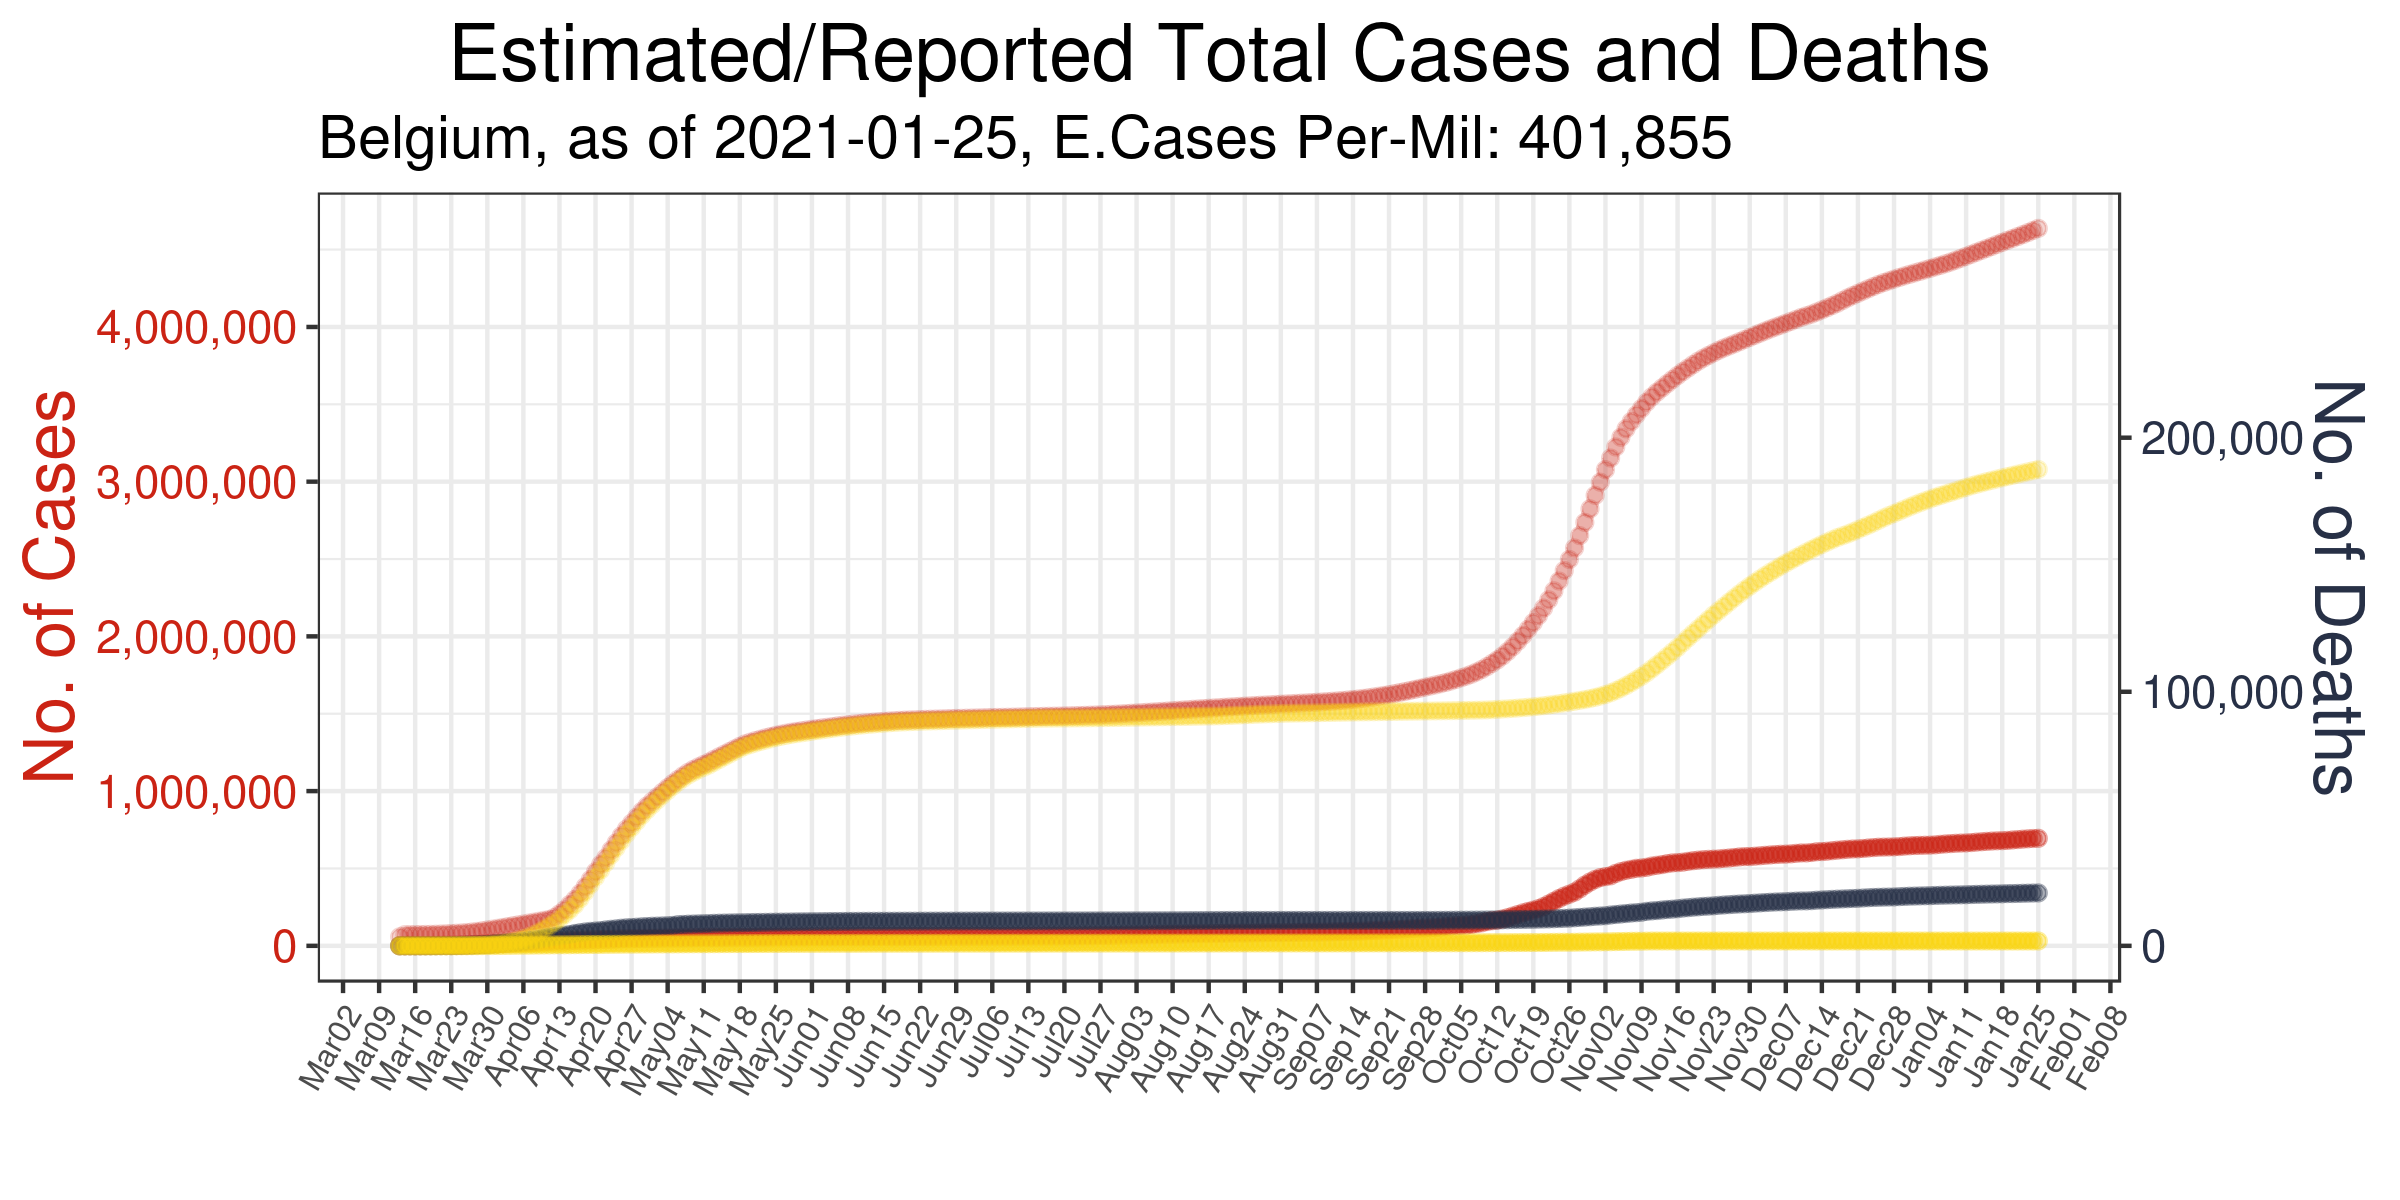 Estimated/Reported Total Cases and Deaths
Belgium, as of 2021-01-25, E.Cases Per-Mil: 401,855
No. of Cases
4,000,000
3,000,000
2,000,000
1,000,000
0
200,000
100,000
0
No. of Deaths
Mar02
Mar09
Mar16
Mar23
Mar30
Apr06
Apr13
Apr20
Apr27
May04
May11
May18
May25
Jun01
Jun08
Jun15
Jun22
Jun29
Jul06
Jul13
Jul20
Jul27
Aug03
Aug10
Aug17
Aug24
Aug31
Sep07
Sep14
Sep21
Sep28
Oct05
Oct12
Oct19
Oct26
Nov02
Nov09
Nov16
Nov23
Nov30
Dec07
Dec14
Dec21
Dec28
Jan04
Jan11
Jan18
Jan25
Feb01
Feb08